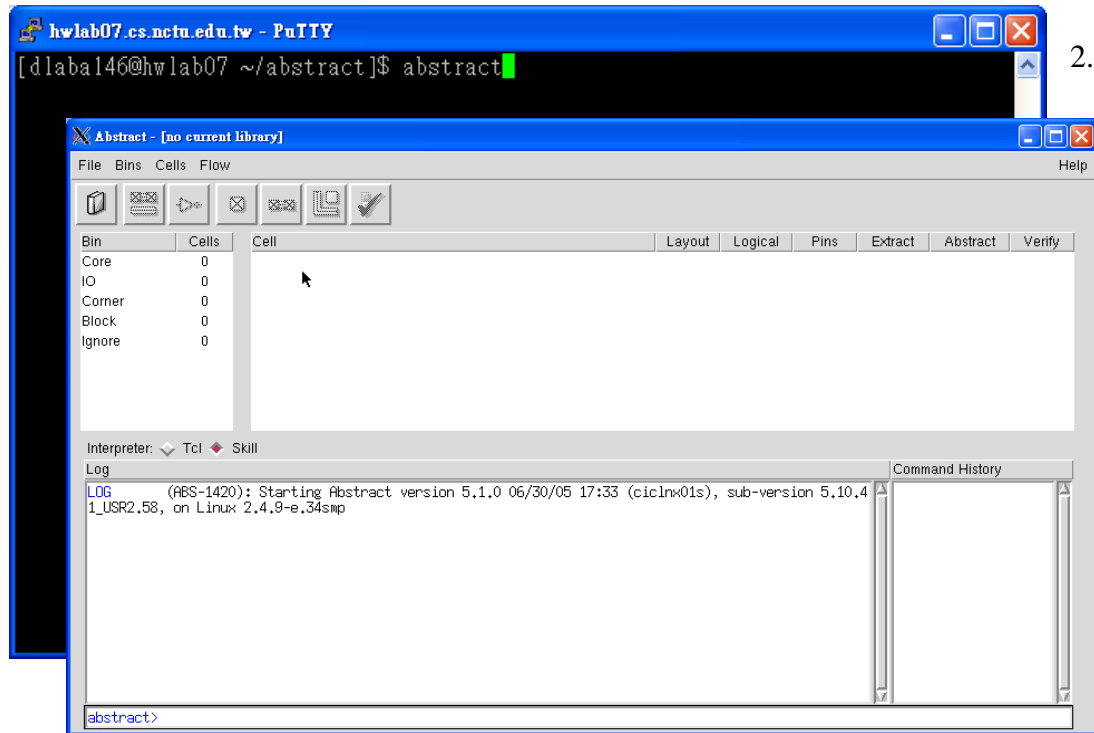 hwlab07.cs.nctu.edu.tw - PuTTY
2.
[dlaba146@hwlab07 ~/abstract]$ abstract
Abstract - [no current library]
File Bins Cells Flow Help
Bin Cells Cell Layout Logical Pins Extract Abstract Verify
Core 0
IO 0
Corner 0
Block 0
Ignore 0
Interpreter: Tcl Skill
Log Command History
LOG (ABS-1420): Starting Abstract version 5.1.0 06/30/05 17:33 (ciclnx01s), sub-version 5.10.4
1_USR2.58, on Linux 2.4.9-e.34smp
abstract>